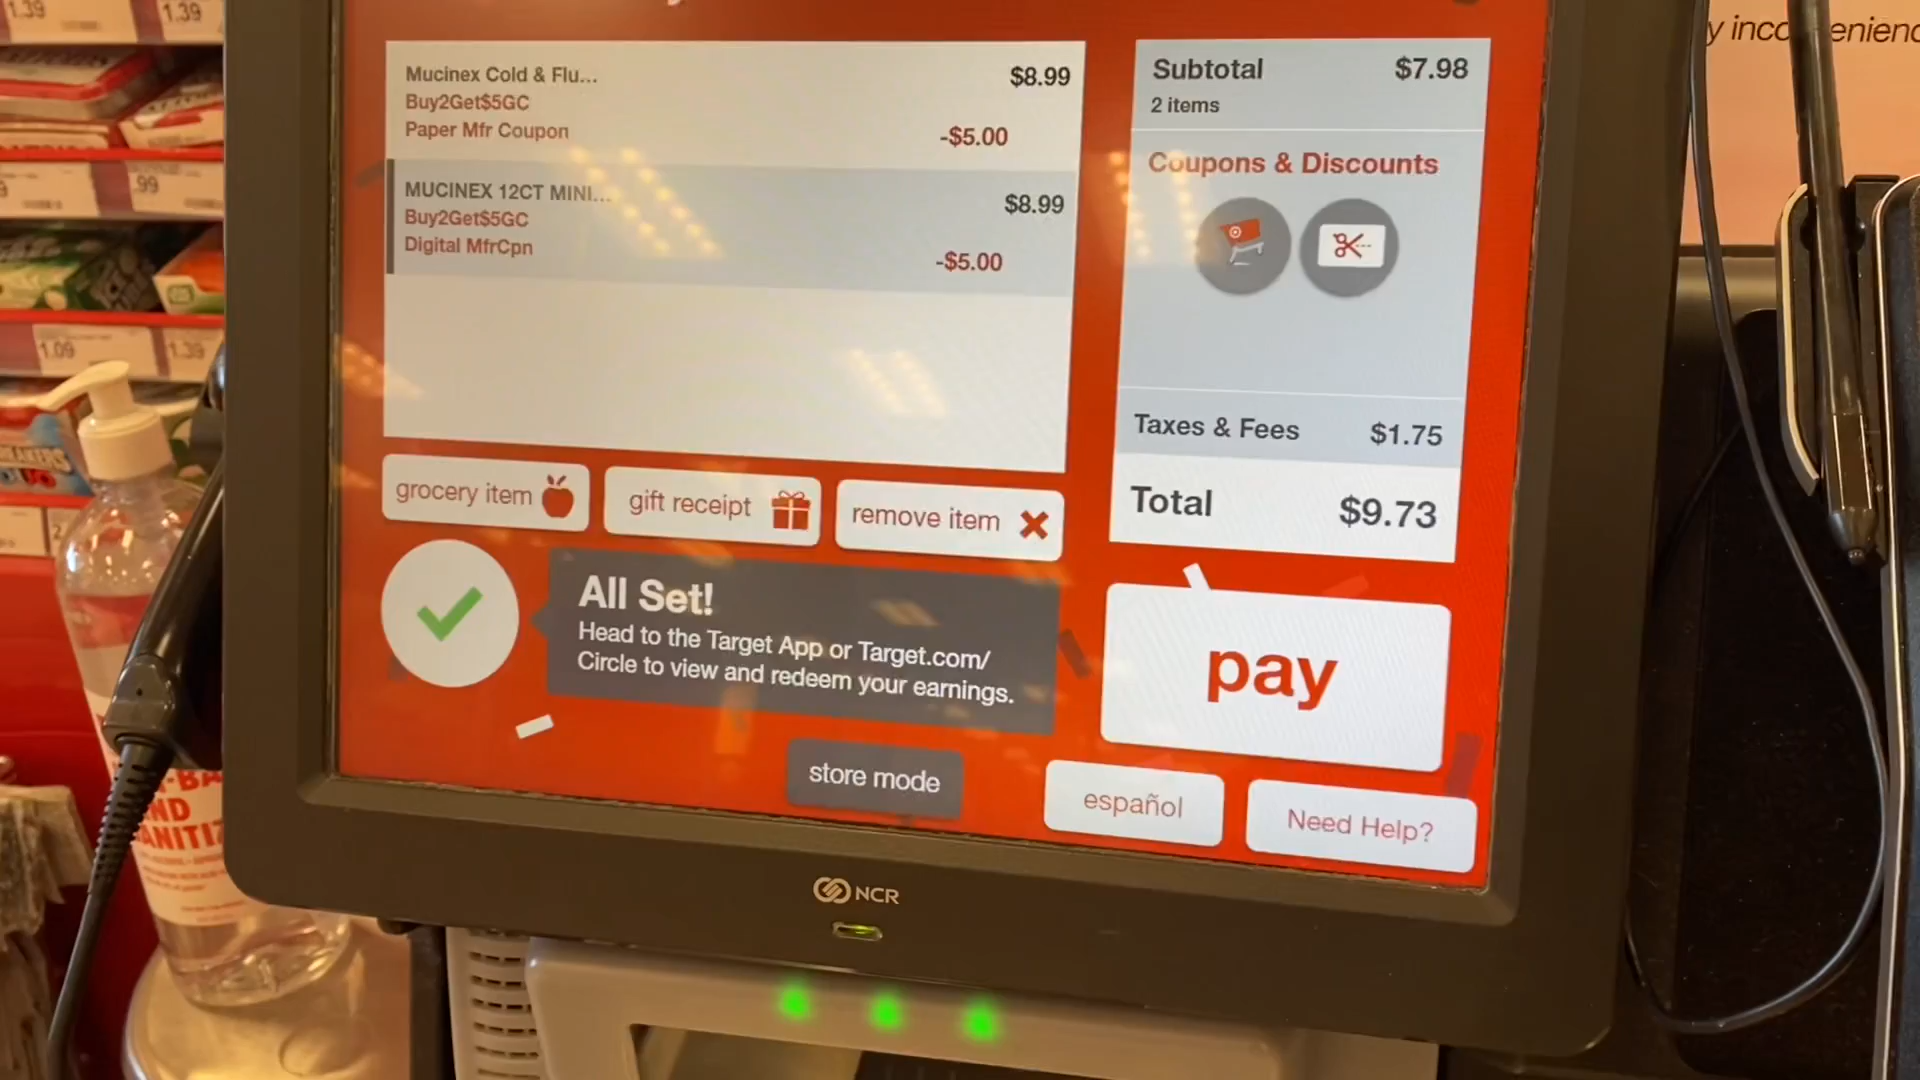 1.39
1.39
.99
1.09
1.39
Mucinex Cold & Flu... $8.99
Buy2Get$5GC
Paper Mfr Coupon -$5.00
MUCINEX 12CT MINI... $8.99
Buy2Get$5GC
Digital MfrCpn -$5.00
Subtotal $7.98
2 items
Coupons & Discounts
Taxes & Fees $1.75
Total $9.73
grocery item
gift receipt
remove item
All Set!
Head to the Target App or Target.com/
Circle to view and redeem your earnings.
pay
store mode
español
Need Help?
NCR